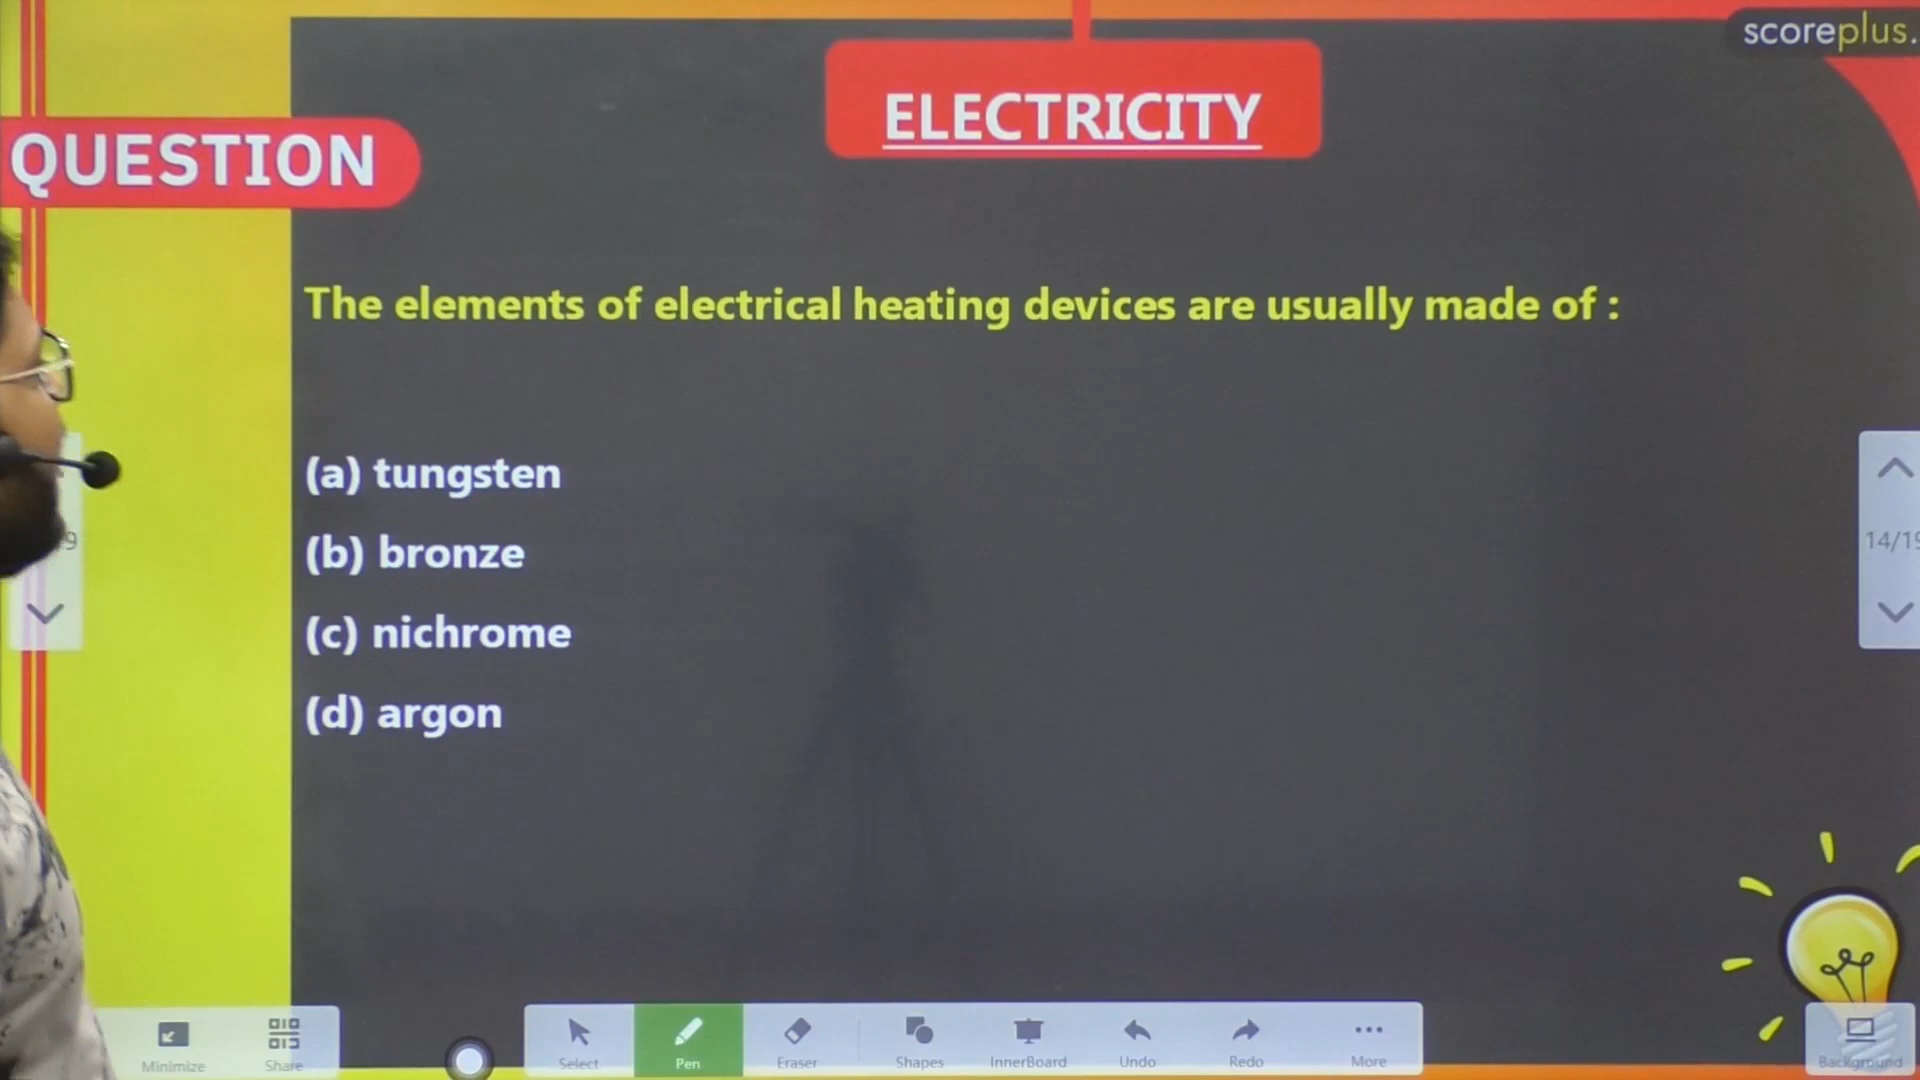 scoreplus.
ELECTRICITY
QUESTION
The elements of electrical heating devices are usually made of :
(a) tungsten
(b) bronze
(c) nichrome
(d) argon
14/19
Minimize
Share
Select
Pen
Eraser
Shapes
InnerBoard
Undo
Redo
More
Background